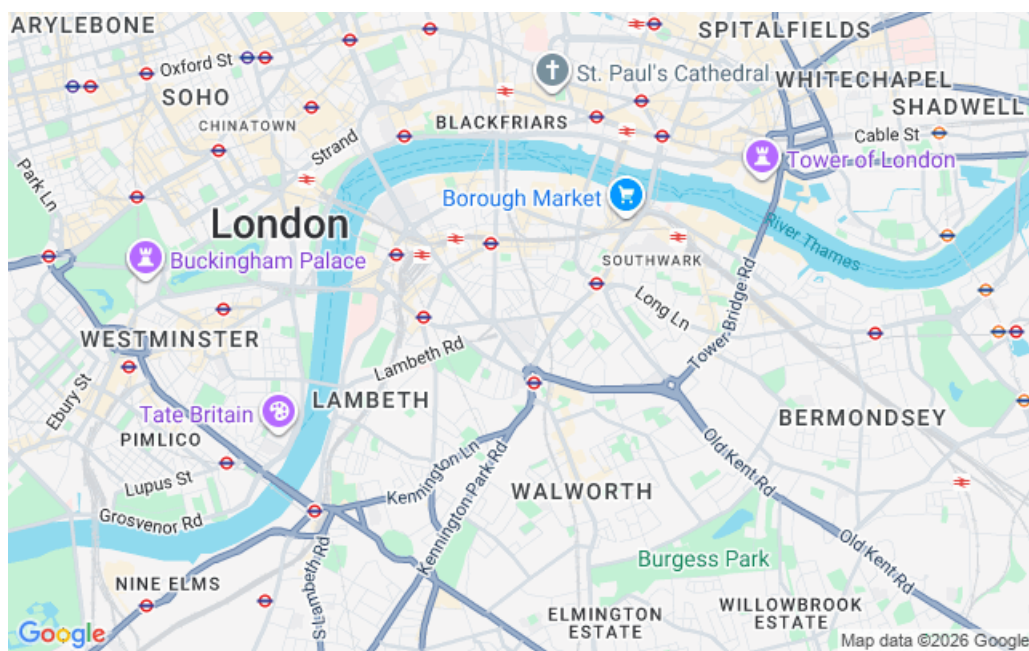 ARYLEBONE
SPITALFIELDS
Oxford St
St. Paul's Cathedral
WHITECHAPEL
SOHO
SHADWELL
CHINATOWN
BLACKFRIARS
Cable St
Strand
Tower of London
Park Ln
Borough Market
London
River Thames
Buckingham Palace
SOUTHWARK
Long Ln
Tower Bridge Rd
WESTMINSTER
Lambeth Rd
Ebury St
LAMBETH
Tate Britain
BERMONDSEY
PIMLICO
Old Kent Rd
Kennington Ln
Lupus St
WALWORTH
Kennington Park Rd
Grosvenor Rd
Old Kent Rd
Burgess Park
S Lambeth Rd
NINE ELMS
ELMINGTON
ESTATE
WILLOWBROOK
ESTATE
Google
Map data ©2026 Google